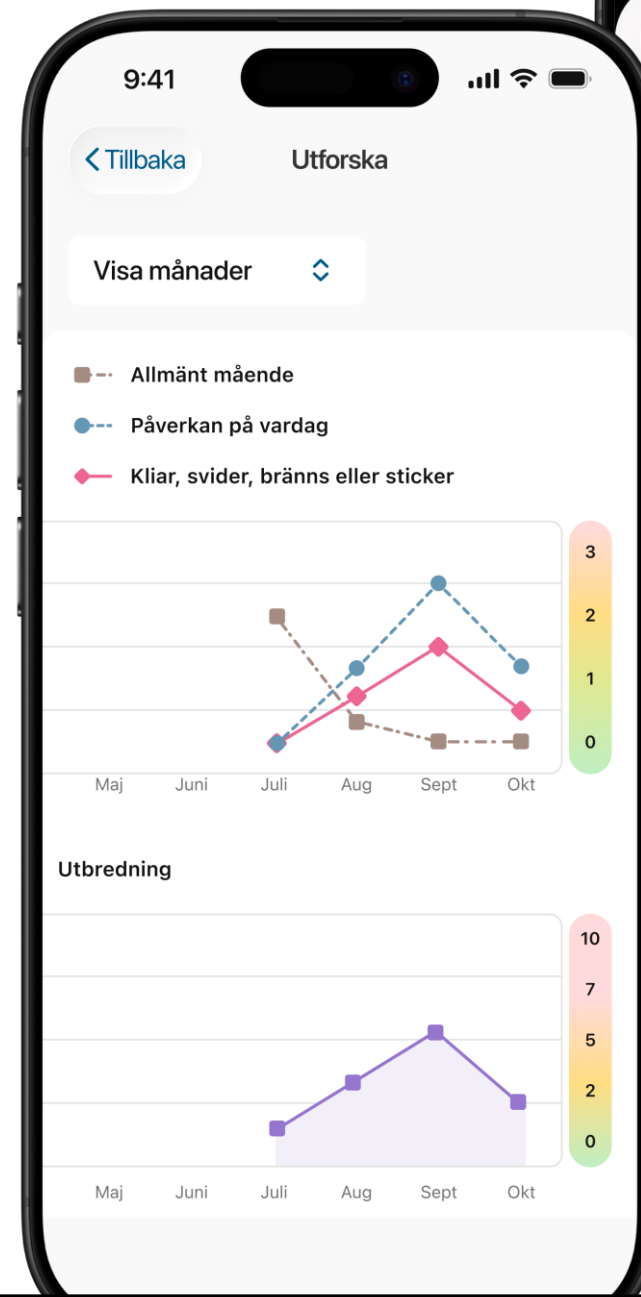 9:41
Tillbaka
Utforska
Visa månader
Allmänt mående
Påverkan på vardag
Kliar, svider, bränns eller sticker
3
2
1
0
Maj Juni Juli Aug Sept Okt
Utbredning
10
7
5
2
0
Maj Juni Juli Aug Sept Okt